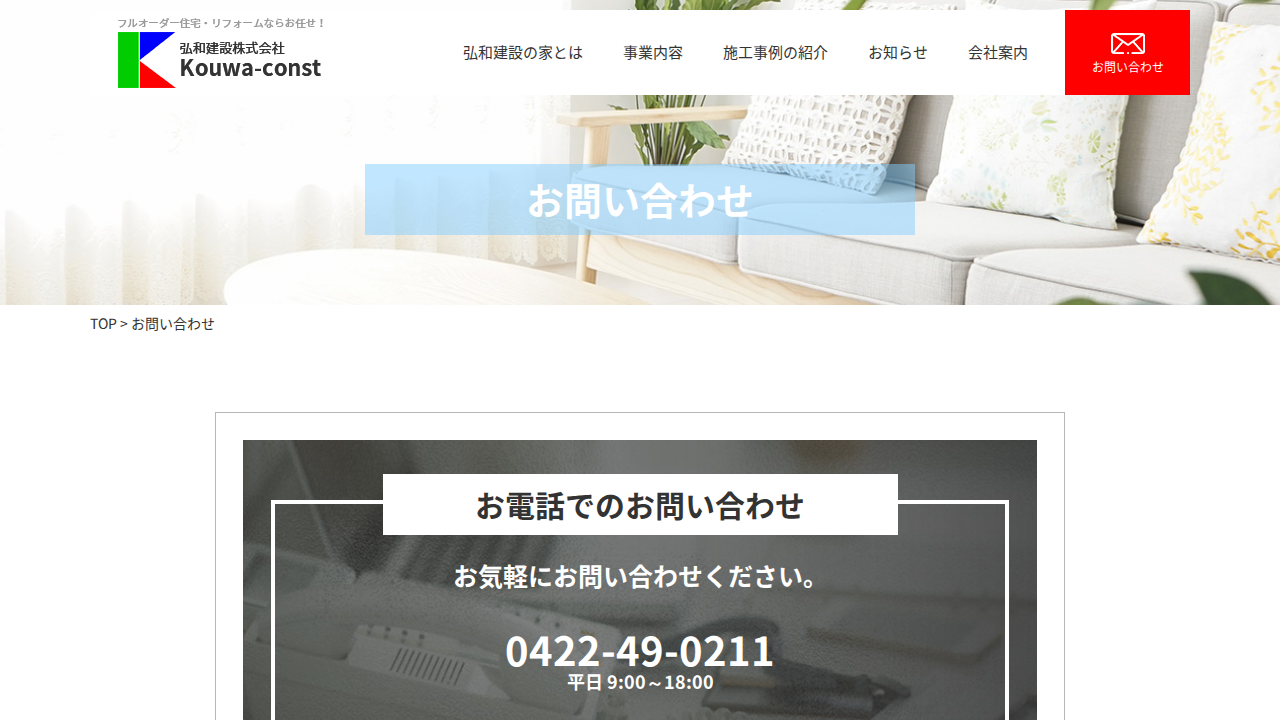 フルオーダー住宅・リフォームならお任せ！
弘和建設株式会社
Kouwa-const
弘和建設の家とは
事業内容
施工事例の紹介
お知らせ
会社案内
お問い合わせ
お問い合わせ
TOP > お問い合わせ
お電話でのお問い合わせ
お気軽にお問い合わせください。
0422-49-0211
平日 9:00～18:00